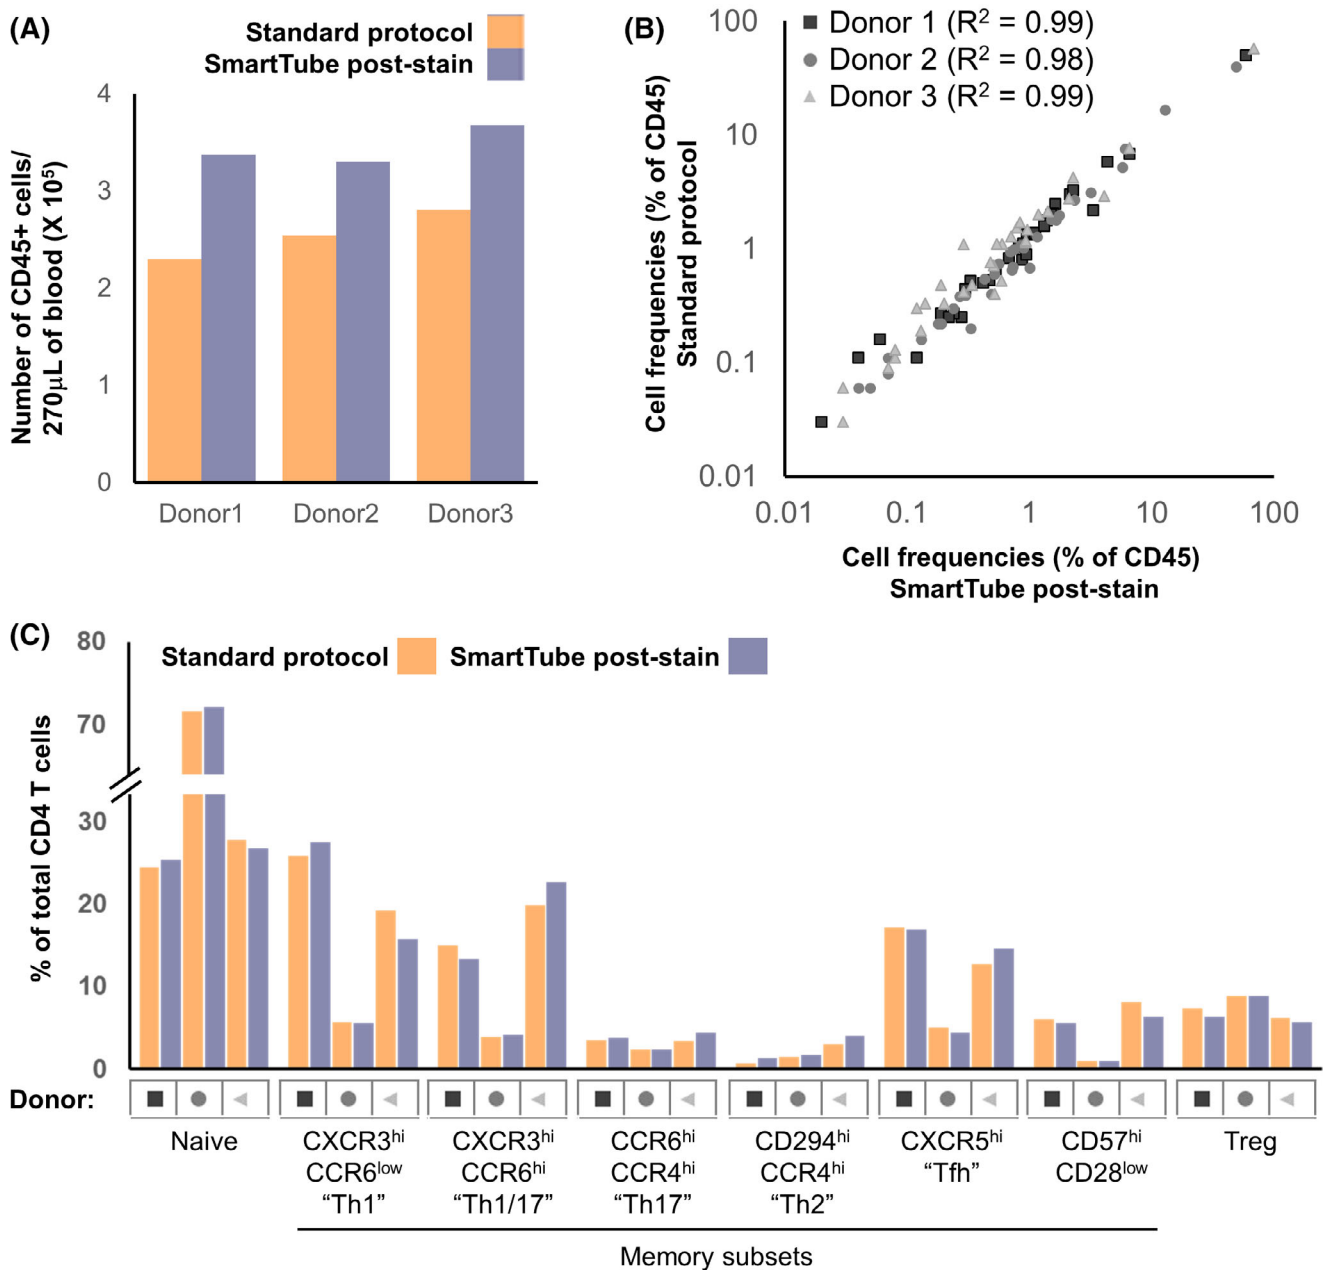 (A)
Standard protocol
SmartTube post-stain
Number of CD45+ cells/
270μL of blood (X 10⁵)
4
3
2
1
0
Donor1 Donor2 Donor3
(B)
Donor 1 (R² = 0.99)
Donor 2 (R² = 0.98)
Donor 3 (R² = 0.99)
Cell frequencies (% of CD45)
Standard protocol
100
10
1
0.1
0.01
0.01 0.1 1 10 100
Cell frequencies (% of CD45)
SmartTube post-stain
(C)
Standard protocol SmartTube post-stain
% of total CD4 T cells
80
70
30
20
10
0
Donor:
Naive
CXCR3ʰⁱ
CCR6ˡᵒʷ
“Th1”
CXCR3ʰⁱ
CCR6ʰⁱ
“Th1/17”
CCR6ʰⁱ
CCR4ʰⁱ
“Th17”
CD294ʰⁱ
CCR4ʰⁱ
“Th2”
CXCR5ʰⁱ
“Tfh”
CD57ʰⁱ
CD28ˡᵒʷ
Treg
Memory subsets